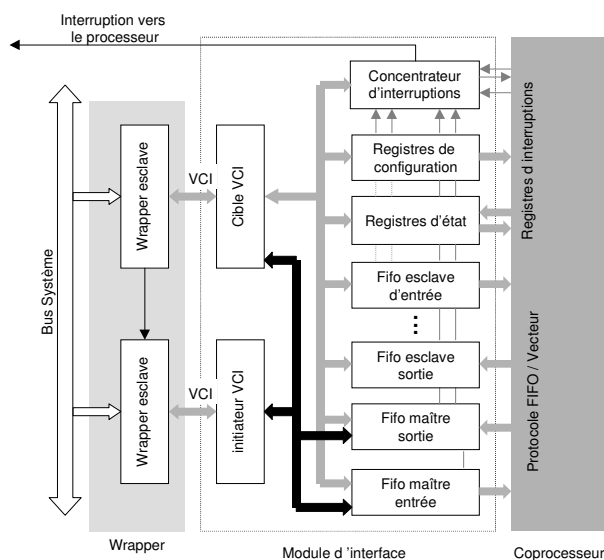 Interruption vers
le processeur
Concentrateur
d'interruptions
Registres de
configuration
Registres d'état
Fifo esclave
d'entrée
...
Fifo esclave
sortie
Fifo maître
sortie
Fifo maître
entrée
Bus Système
Wrapper esclave
Wrapper esclave
VCI
VCI
Cible VCI
initiateur VCI
Registres d interruptions
Protocole FIFO / Vecteur
Wrapper
Module d 'interface
Coprocesseur